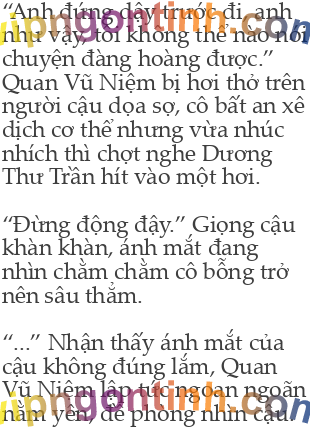 “Anh đứng dậy trước đi, anh
như vậy, tôi không thể nào nói
chuyện đàng hoàng được.”
Quan Vũ Niệm bị hơi thở trên
người cậu dọa sợ, cô bất an xê
dịch cơ thể nhưng vừa nhúc
nhích thì chợt nghe Dương
Thư Trần hít vào một hơi.
“Đừng động đậy.” Giọng cậu
khàn khàn, ánh mắt đang
nhìn chằm chằm cô bỗng trở
nên sâu thẳm.
“...” Nhận thấy ánh mắt của
cậu không đúng lắm, Quan
Vũ Niệm lập tức ngoan ngoãn
nằm yên, đề phòng nhìn cậu.